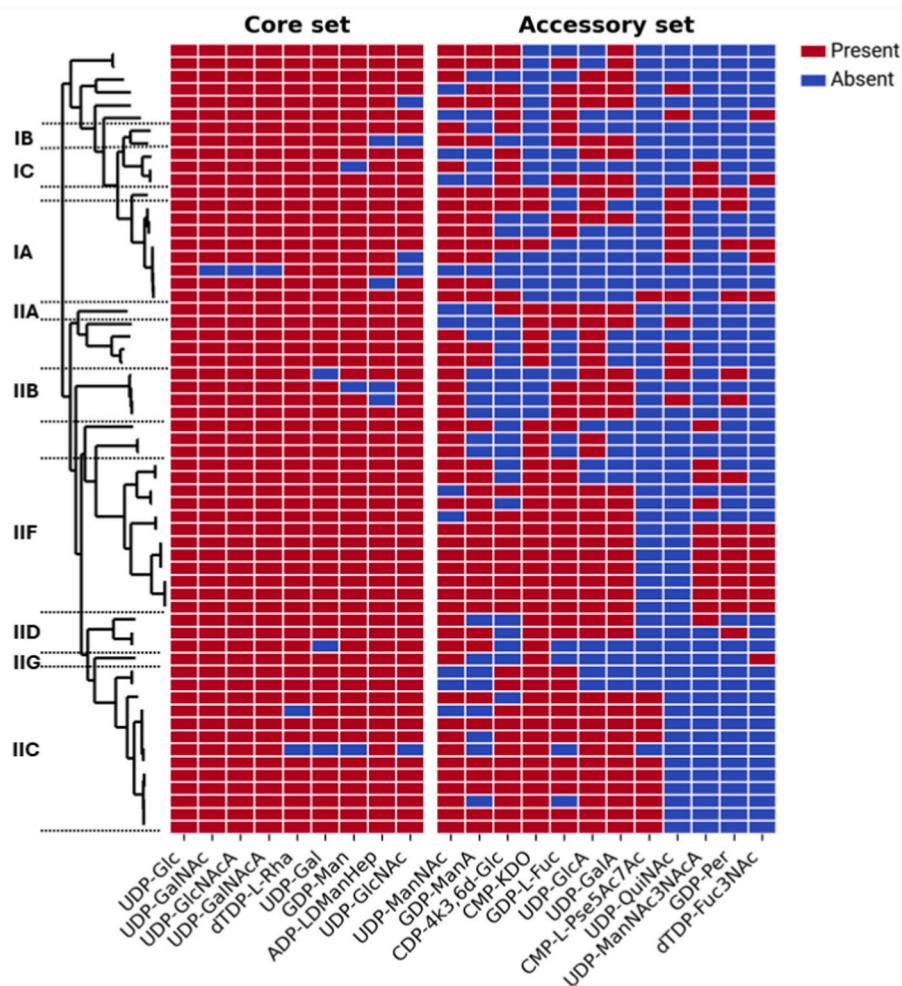 Core set
Accessory set
Present
Absent
IB
IC
IA
IIA
IIB
IIF
IID
IIG
IIC
UDP-Glc
UDP-GalNAc
UDP-GlcNAcA
UDP-GalNAcA
dTDP-L-Rha
UDP-Gal
GDP-Man
ADP-LDManHep
UDP-GlcNAc
UDP-ManNAc
GDP-ManA
CDP-4k3,6d-Glc
CMP-KDO
GDP-L-Fuc
UDP-GlcA
UDP-GalA
CMP-L-Pse5Ac7Ac
UDP-QuiNAc
UDP-ManNAc3NAcA
GDP-Per
dTDP-Fuc3NAc